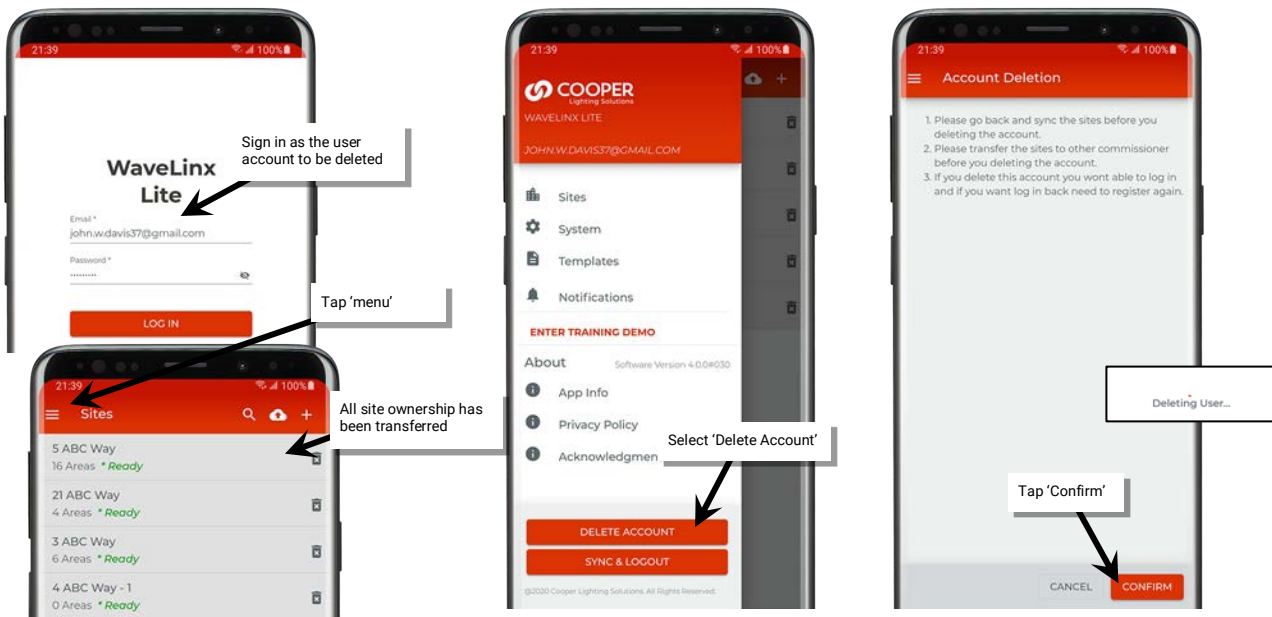 21:39
100%
WaveLinx
Lite
Email *
john.w.davis37@gmail.com
Password *
LOG IN
Sign in as the user
account to be deleted
Tap ‘menu’
21:39
100%
Sites
All site ownership has
been transferred
5 ABC Way
16 Areas * Ready
21 ABC Way
4 Areas * Ready
3 ABC Way
6 Areas * Ready
4 ABC Way - 1
0 Areas * Ready
21:39
100%
COOPER
Lighting Solutions
WAVELINX LITE
JOHN.W.DAVIS37@GMAIL.COM
Sites
System
Templates
Notifications
ENTER TRAINING DEMO
About
Software Version 4.0.0#030
App Info
Privacy Policy
Acknowledgmen
Select ‘Delete Account’
DELETE ACCOUNT
SYNC & LOGOUT
@2020 Cooper Lighting Solutions. All Rights Reserved.
21:39
100%
Account Deletion
1. Please go back and sync the sites before you
deleting the account.
2. Please transfer the sites to other commissioner
before you deleting the account.
3. If you delete this account you wont able to log in
and if you want log in back need to register again.
Deleting User...
Tap ‘Confirm’
CANCEL
CONFIRM